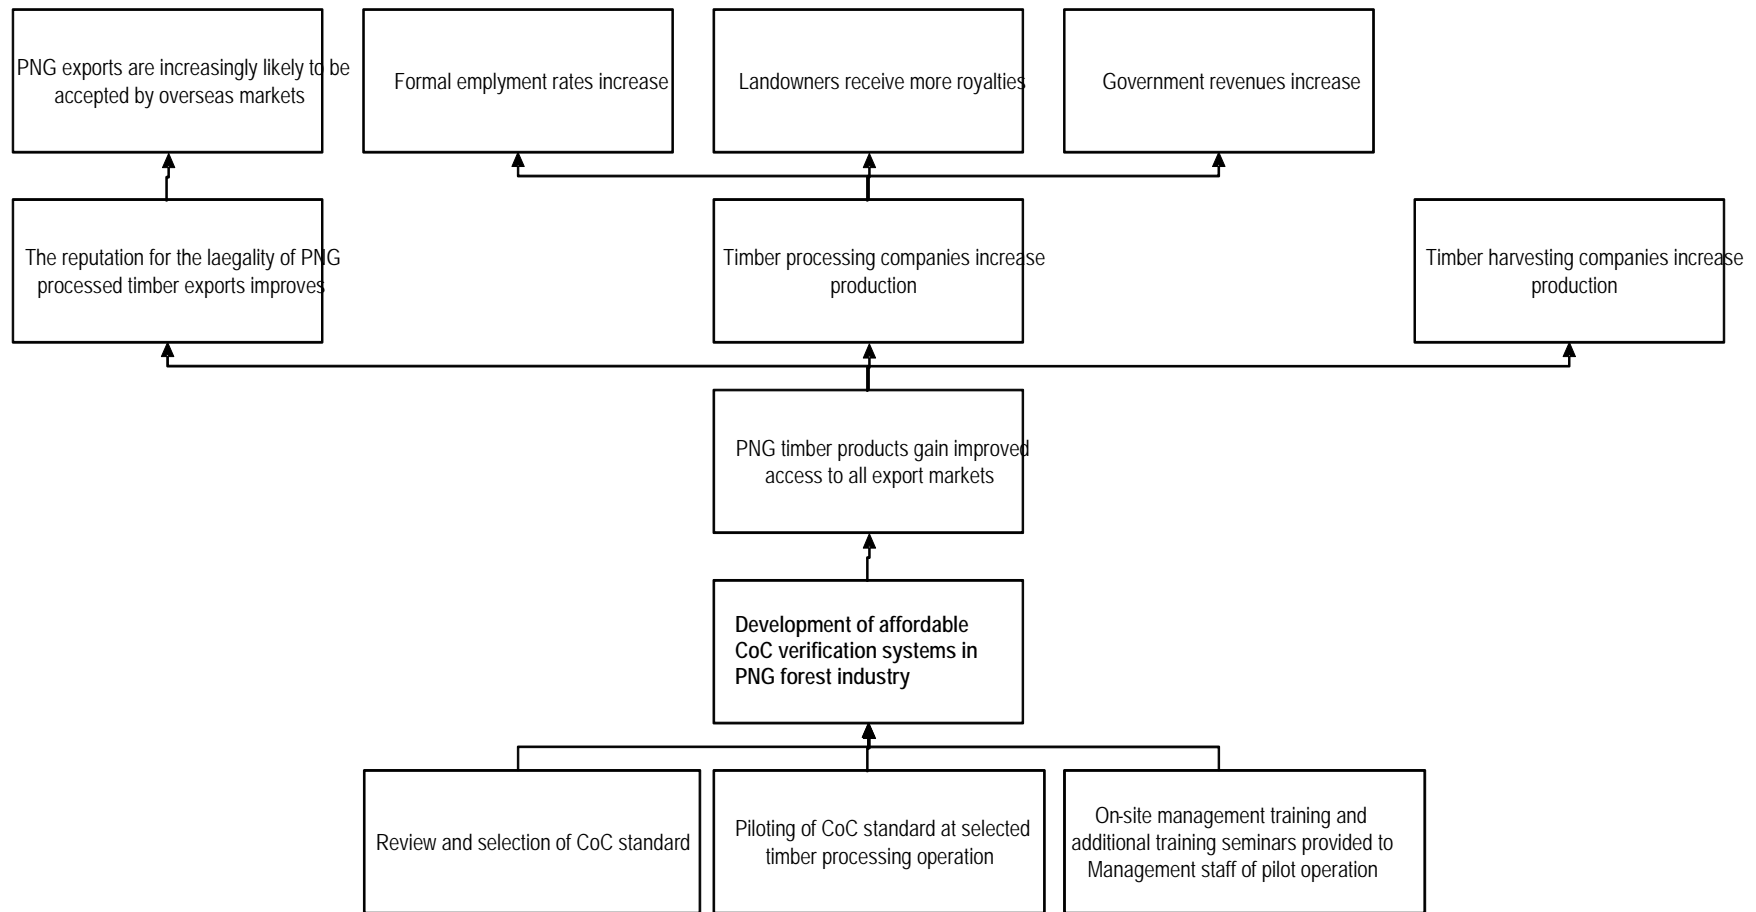 PNG exports are increasingly likely to be
accepted by overseas markets
Formal emplyment rates increase
Landowners receive more royalties
Government revenues increase
The reputation for the laegality of PNG
processed timber exports improves
Timber processing companies increase
production
Timber harvesting companies increase
production
PNG timber products gain improved
access to all export markets
Development of affordable
CoC verification systems in
PNG forest industry
Review and selection of CoC standard
Piloting of CoC standard at selected
timber processing operation
On-site management training and
additional training seminars provided to
Management staff of pilot operation